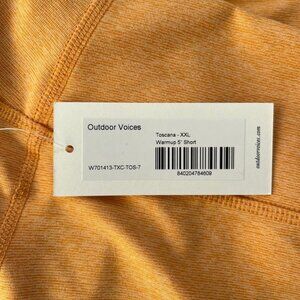 Outdoor Voices
Toscana - XXL
Warmup 5" Short
W701413-TXC-TOS-7
840204784609
outdoorvoices.com